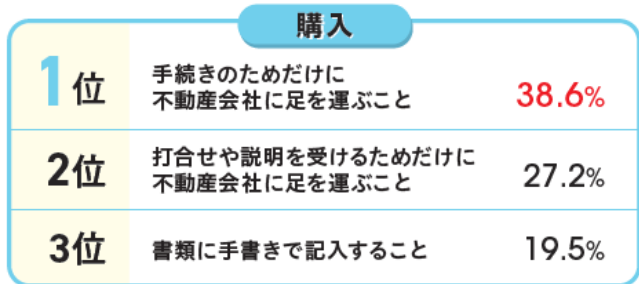 購入
1位
手続きのためだけに
不動産会社に足を運ぶこと
38.6%
2位
打合せや説明を受けるためだけに
不動産会社に足を運ぶこと
27.2%
3位
書類に手書きで記入すること
19.5%